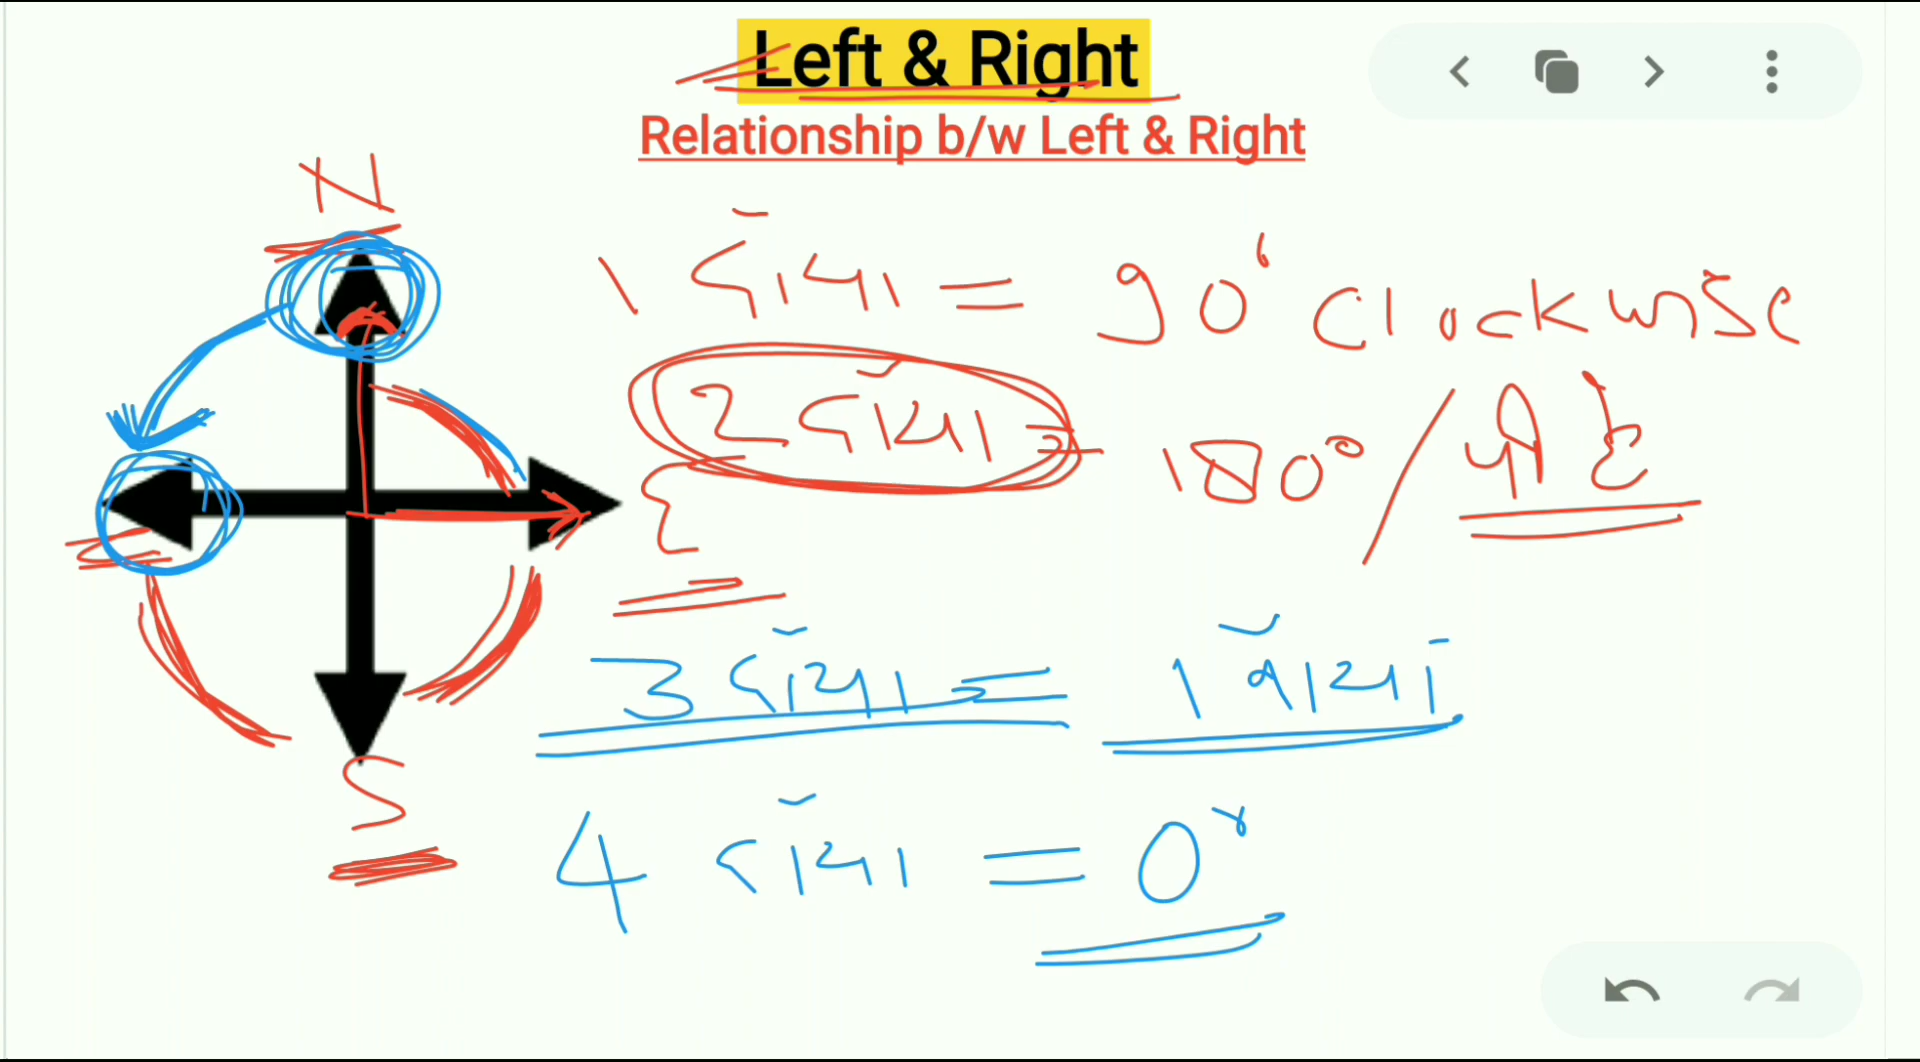 Left & Right
Relationship b/w Left & Right
N
1 दायाँ = 90° Clockwise
2 दायाँ = 180° /
3 दायाँ = 1 बायाँ
S
4 दायाँ = 0°